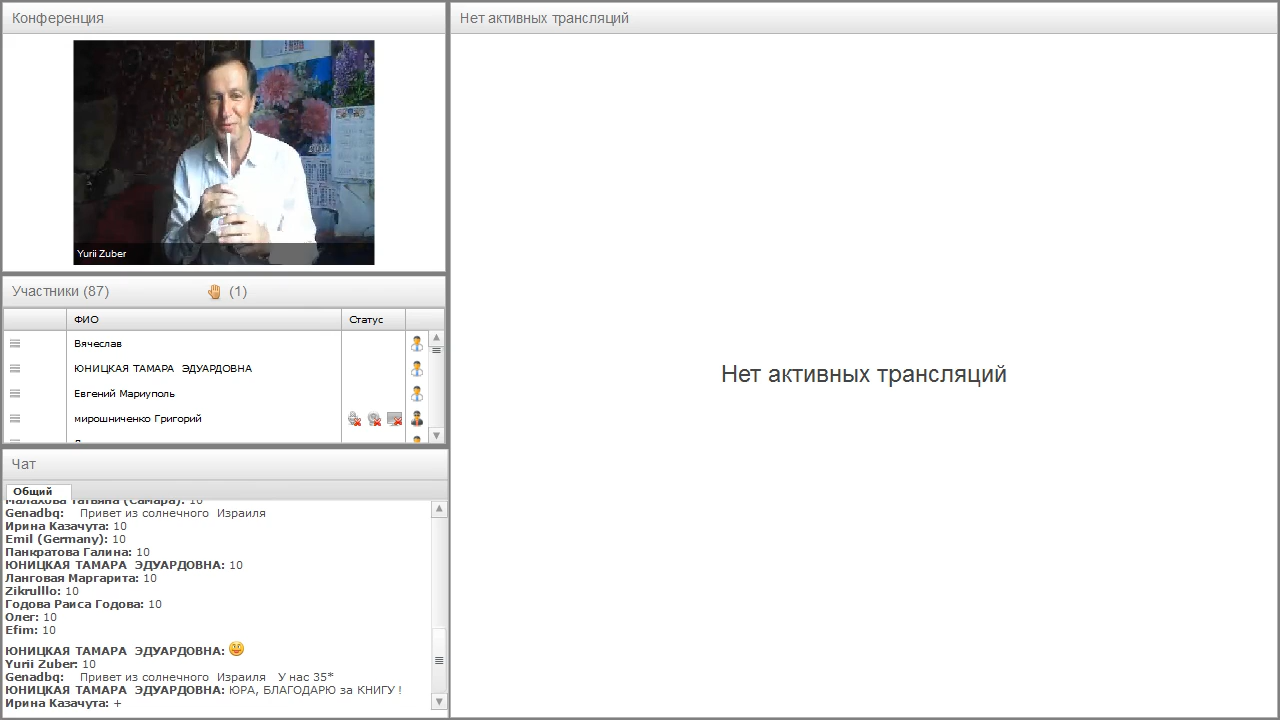 Конференция
Нет активных трансляций
2016
Yurii Zuber
Участники (87) (1)
ФИО Статус
Вячеслав
ЮНИЦКАЯ ТАМАРА ЭДУАРДОВНА
Евгений Мариуполь
мирошниченко Григорий
Нет активных трансляций
Чат
Общий
Малахова Татьяна (Самара): 10
Genadbq: Привет из солнечного Израиля
Ирина Казачута: 10
Emil (Germany): 10
Панкратова Галина: 10
ЮНИЦКАЯ ТАМАРА ЭДУАРДОВНА: 10
Ланговая Маргарита: 10
Zikrulllo: 10
Годова Раиса Годова: 10
Олег: 10
Efim: 10
ЮНИЦКАЯ ТАМАРА ЭДУАРДОВНА:
Yurii Zuber: 10
Genadbq: Привет из солнечного Израиля У нас 35*
ЮНИЦКАЯ ТАМАРА ЭДУАРДОВНА: ЮРА, БЛАГОДАРЮ за КНИГУ !
Ирина Казачута: +